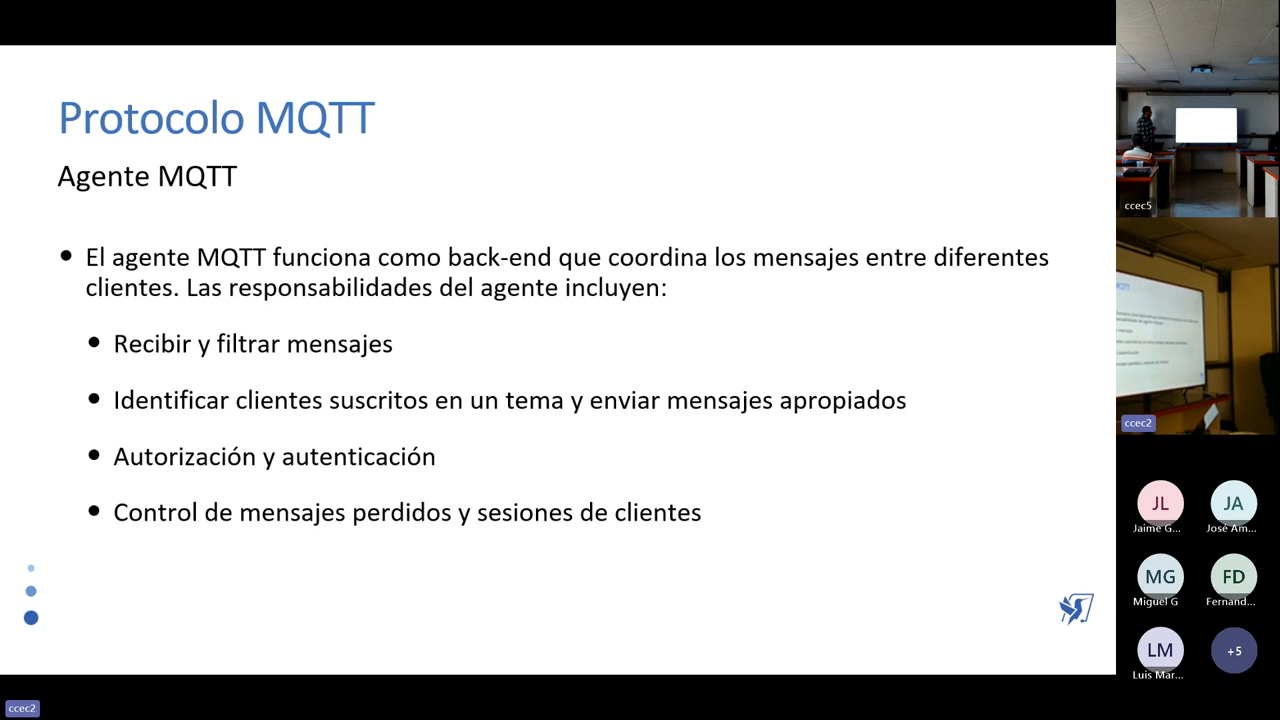 Protocolo MQTT
Agente MQTT
• El agente MQTT funciona como back-end que coordina los mensajes entre diferentes
clientes. Las responsabilidades del agente incluyen:
• Recibir y filtrar mensajes
• Identificar clientes suscritos en un tema y enviar mensajes apropiados
• Autorización y autenticación
• Control de mensajes perdidos y sesiones de clientes
ccec2
ccec5
ccec2
JL
Jaime G...
JA
José Am...
MG
Miguel G
FD
Fernand...
LM
Luis Mar...
+5